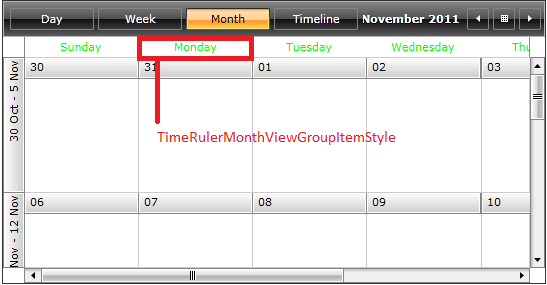 Day Week Month Timeline November 2011
Sunday Monday Tuesday Wednesday Thu
30 Oct - 5 Nov
30 31 01 02 03
TimeRulerMonthViewGroupItemStyle
Nov - 12 Nov
06 07 08 09 10